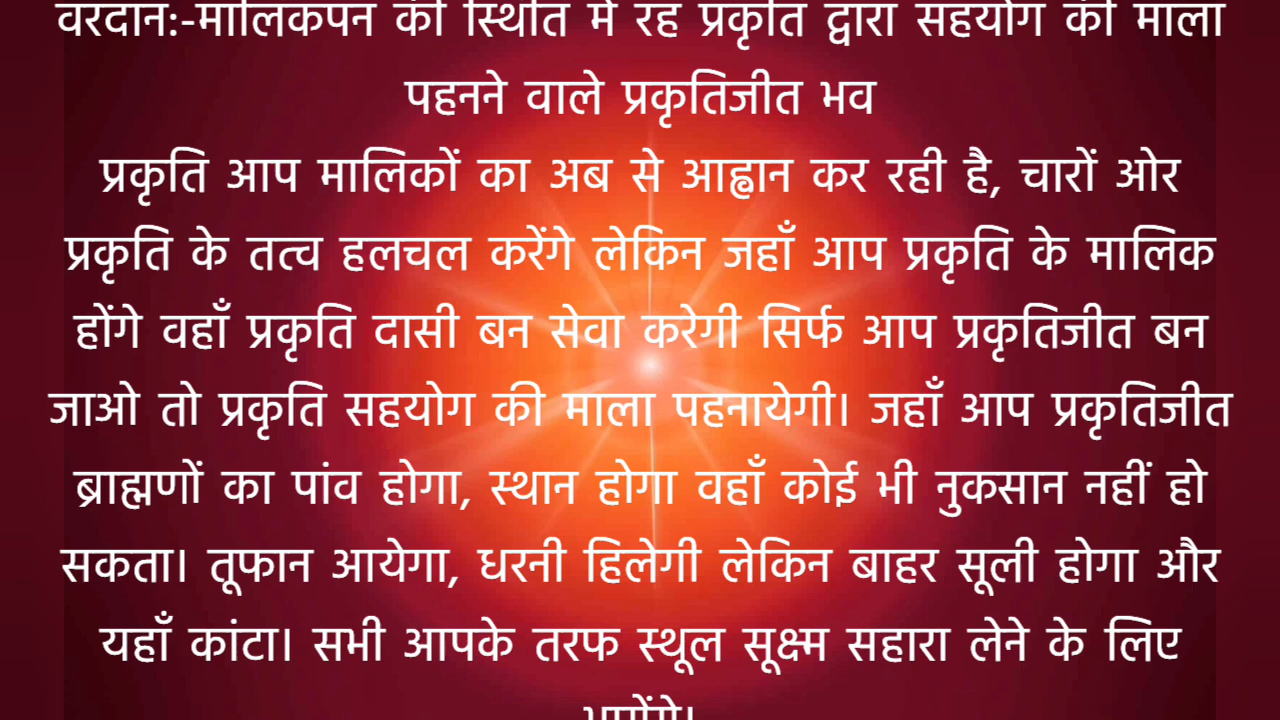 वरदान:-मालिकपन की स्थिति में रह प्रकृति द्वारा सहयोग की माला
पहनने वाले प्रकृतिजीत भव
प्रकृति आप मालिकों का अब से आह्वान कर रही है, चारों ओर
प्रकृति के तत्व हलचल करेंगे लेकिन जहाँ आप प्रकृति के मालिक
होंगे वहाँ प्रकृति दासी बन सेवा करेगी सिर्फ आप प्रकृतिजीत बन
जाओ तो प्रकृति सहयोग की माला पहनायेगी। जहाँ आप प्रकृतिजीत
ब्राह्मणों का पांव होगा, स्थान होगा वहाँ कोई भी नुकसान नहीं हो
सकता। तूफान आयेगा, धरनी हिलेगी लेकिन बाहर सूली होगा और
यहाँ कांटा। सभी आपके तरफ स्थूल सूक्ष्म सहारा लेने के लिए